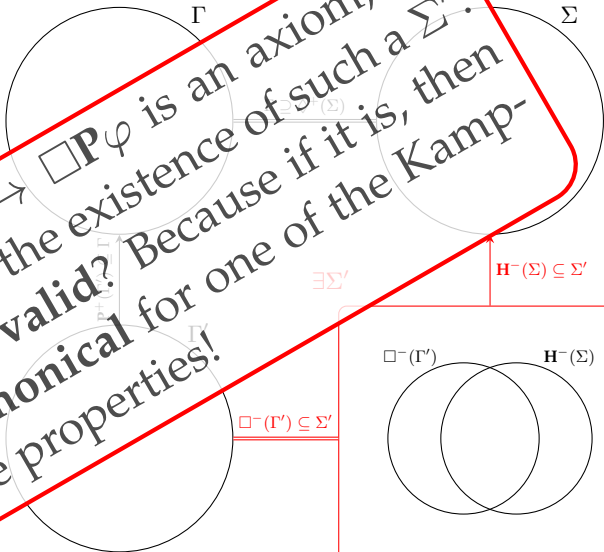 Γ
Σ
→ □Pφ is an axiom,
the existence of such a Σ′?
valid? Because if it is, then
nonical for one of the Kamp-
e properties!
∃Σ′
Γ′
H⁻(Σ) ⊆ Σ′
□⁻(Γ′) ⊆ Σ′
□⁻(Γ′)
H⁻(Σ)